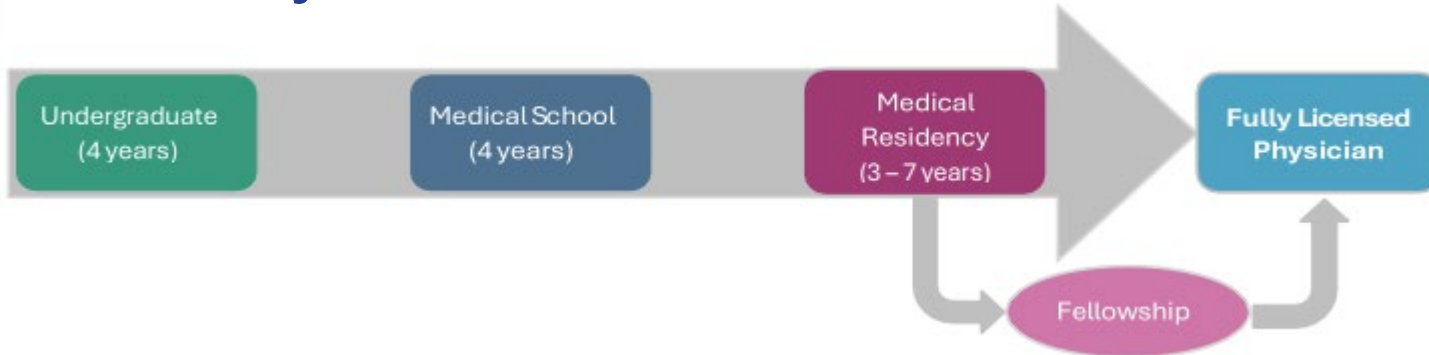 Undergraduate
(4 years)
Medical School
(4 years)
Medical
Residency
(3 – 7 years)
Fully Licensed
Physician
Fellowship